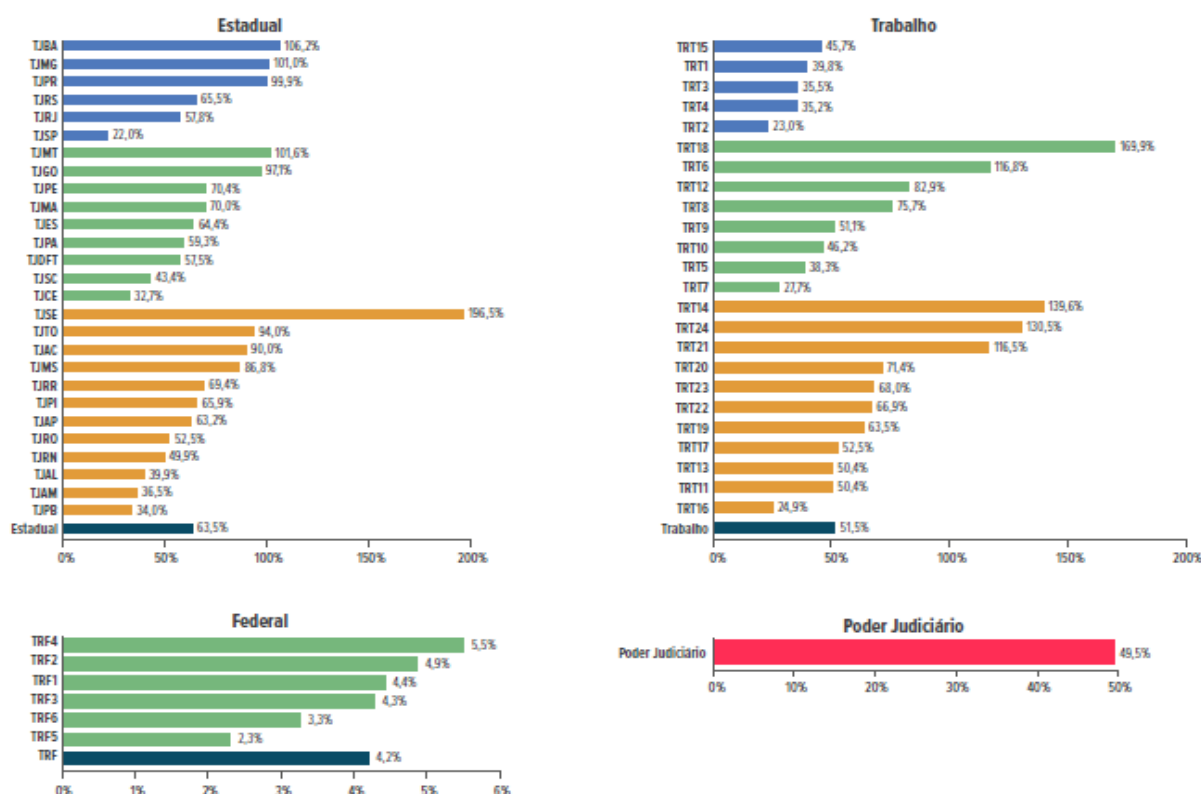 Estadual
TJBA 106,2%
TJMG 101,0%
TJPR 99,9%
TJRS 65,5%
TJRJ 57,8%
TJSP 22,0%
TJMT 101,6%
TJGO 97,1%
TJPE 70,4%
TJMA 70,0%
TJES 64,4%
TJPA 59,3%
TJDFT 57,5%
TJSC 43,4%
TJCE 32,7%
TJSE 196,5%
TJTO 94,0%
TJAC 90,0%
TJMS 86,8%
TJRR 69,4%
TJPI 65,9%
TJAP 63,2%
TJRO 52,5%
TJRN 49,9%
TJAL 39,9%
TJAM 36,5%
TJPB 34,0%
Estadual 63,5%
0% 50% 100% 150% 200%
Trabalho
TRT15 45,7%
TRT1 39,8%
TRT3 35,5%
TRT4 35,2%
TRT2 23,0%
TRT18 169,9%
TRT6 116,8%
TRT12 82,9%
TRT8 75,7%
TRT9 51,1%
TRT10 46,2%
TRT5 38,3%
TRT7 27,7%
TRT14 139,6%
TRT24 130,5%
TRT21 116,5%
TRT20 71,4%
TRT23 68,0%
TRT22 66,9%
TRT19 63,5%
TRT17 52,5%
TRT13 50,4%
TRT11 50,4%
TRT16 24,9%
Trabalho 51,5%
0% 50% 100% 150% 200%
Federal
TRF4 5,5%
TRF2 4,9%
TRF1 4,4%
TRF3 4,3%
TRF6 3,3%
TRF5 2,3%
TRF 4,2%
0% 1% 2% 3% 4% 5% 6%
Poder Judiciário
Poder Judiciário 49,5%
0% 10% 20% 30% 40% 50%